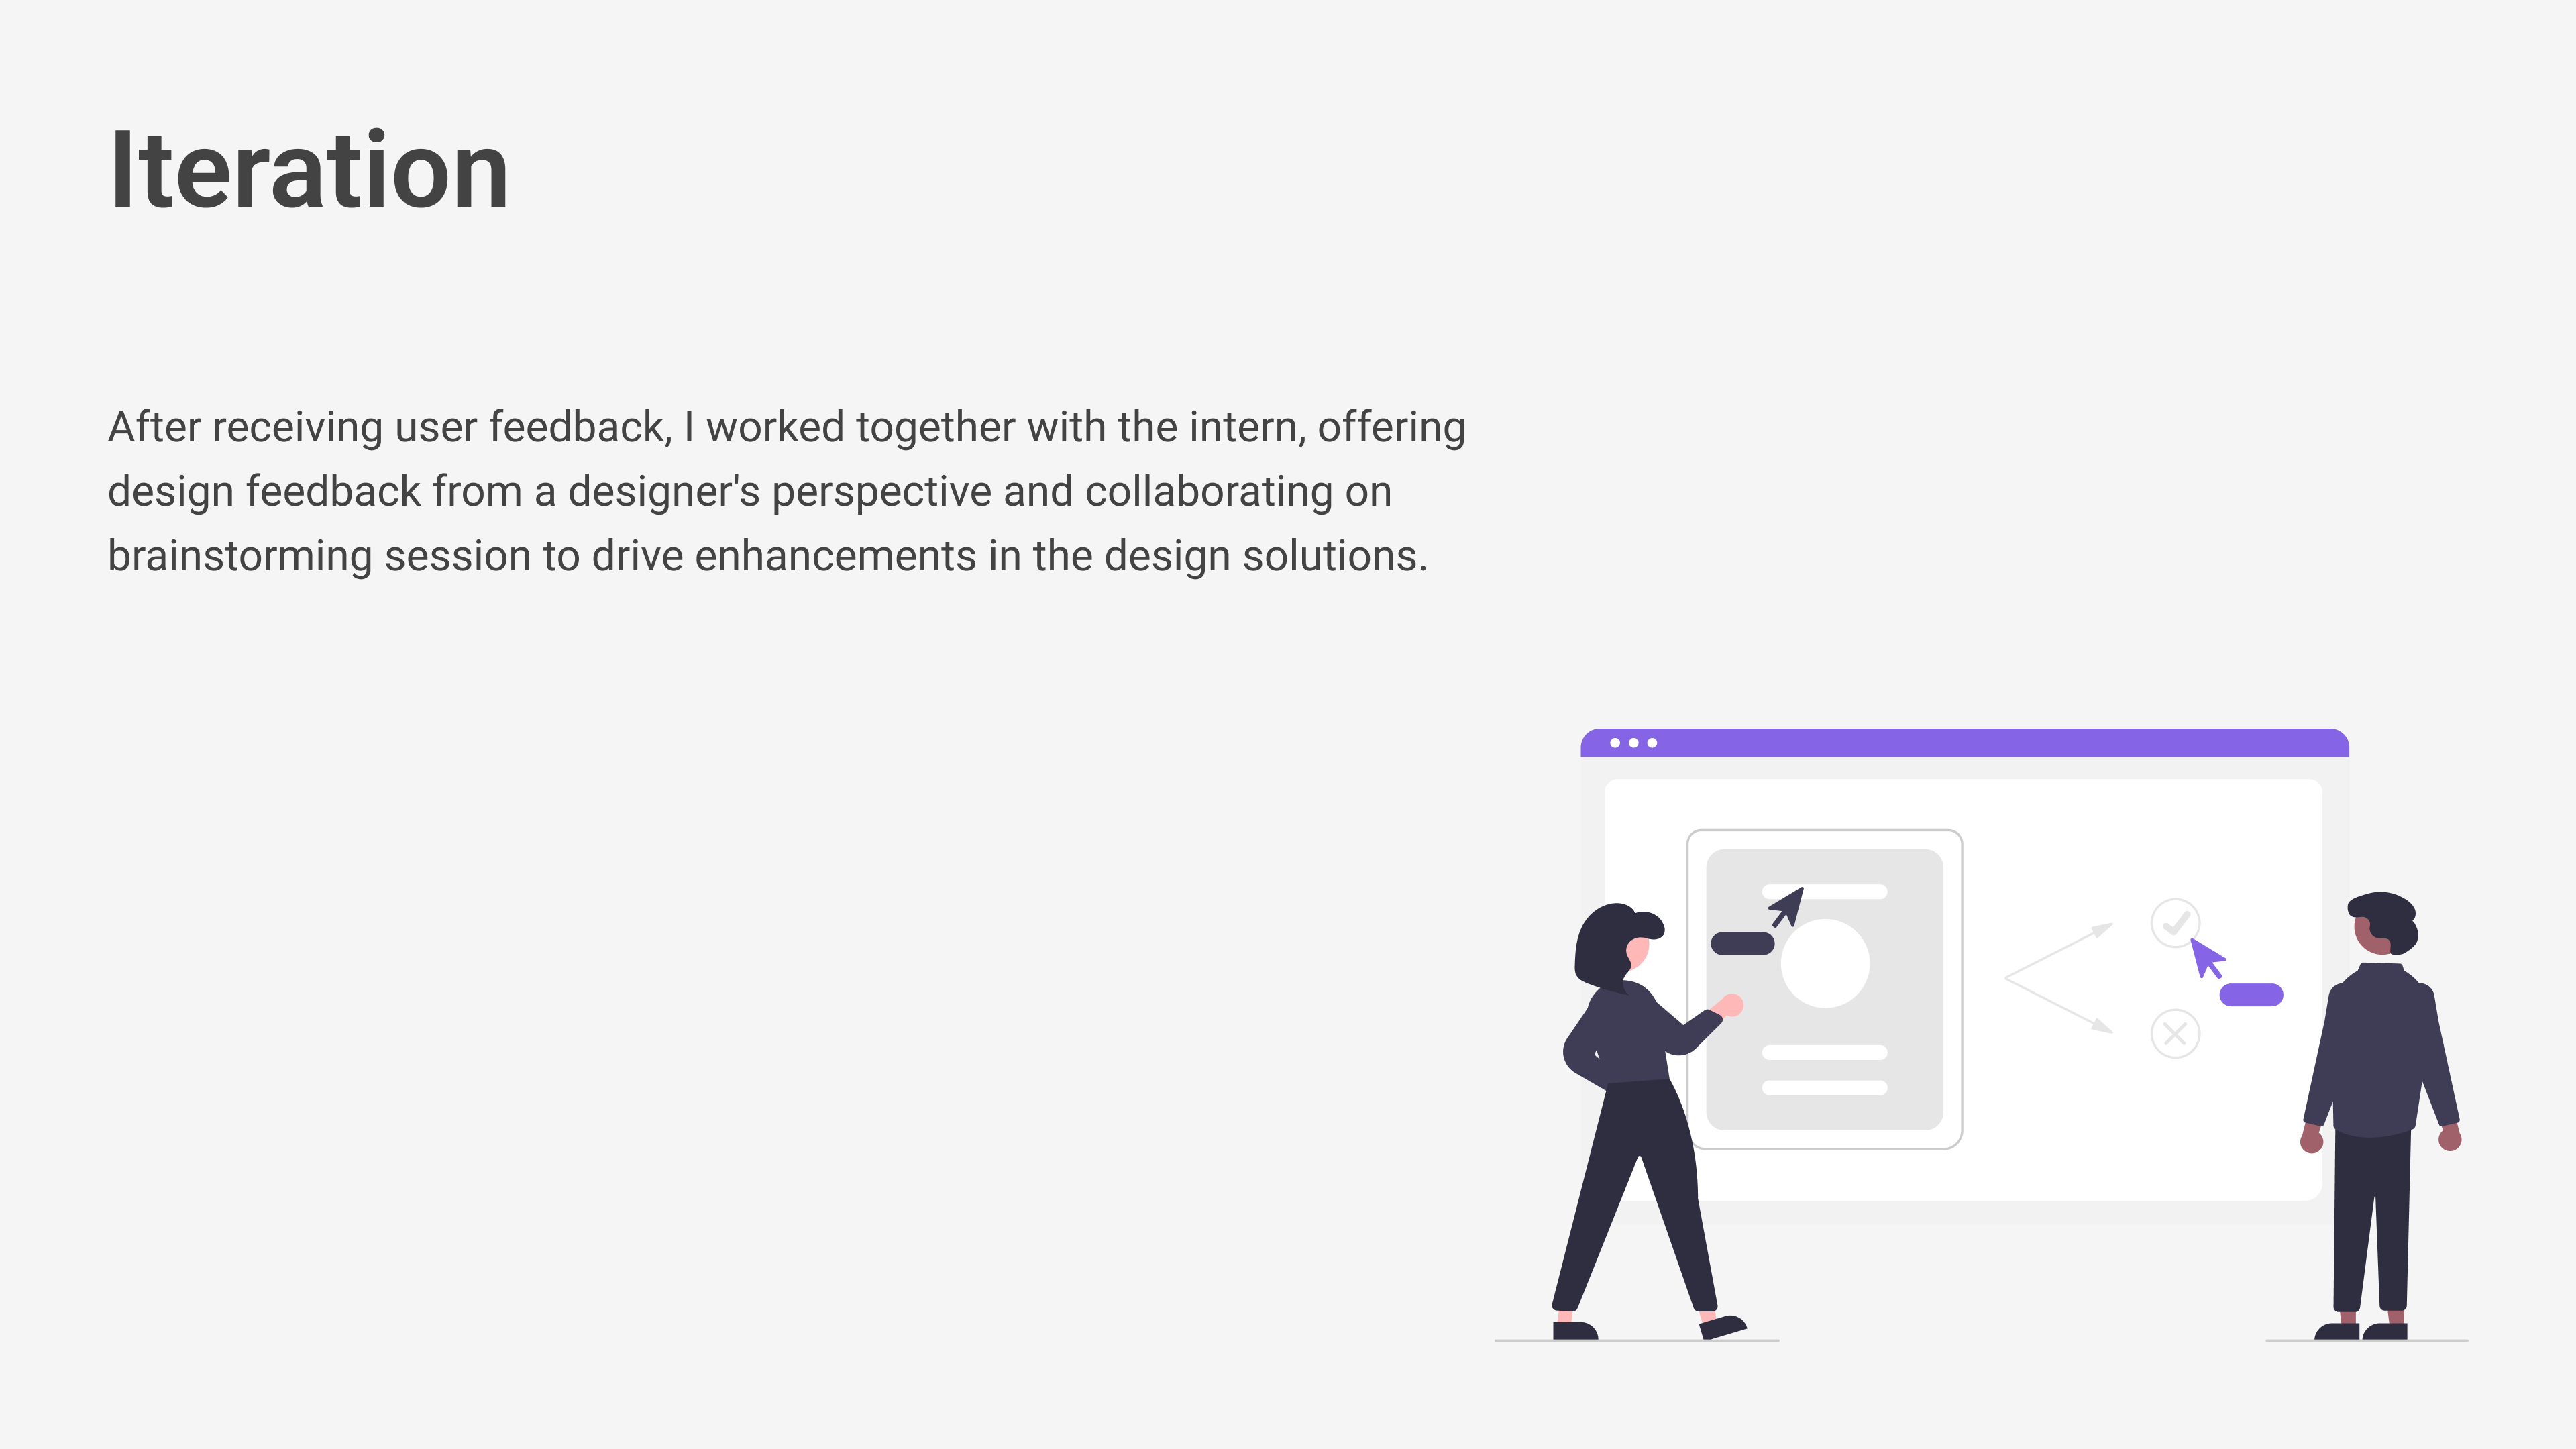 Iteration
After receiving user feedback, I worked together with the intern, offering
design feedback from a designer's perspective and collaborating on
brainstorming session to drive enhancements in the design solutions.